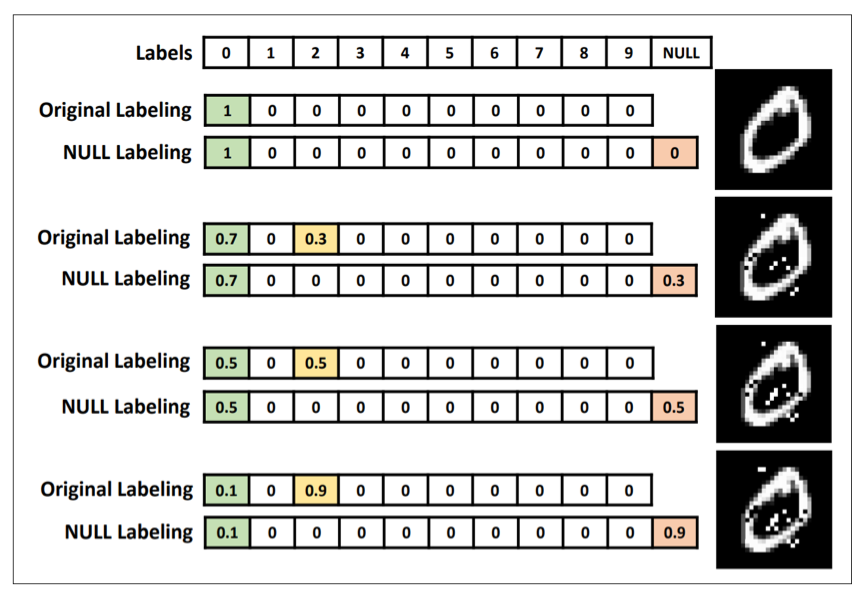 Labels 0 1 2 3 4 5 6 7 8 9 NULL
Original Labeling 1 0 0 0 0 0 0 0 0 0
NULL Labeling 1 0 0 0 0 0 0 0 0 0 0
Original Labeling 0.7 0 0.3 0 0 0 0 0 0 0
NULL Labeling 0.7 0 0 0 0 0 0 0 0 0 0.3
Original Labeling 0.5 0 0.5 0 0 0 0 0 0 0
NULL Labeling 0.5 0 0 0 0 0 0 0 0 0 0.5
Original Labeling 0.1 0 0.9 0 0 0 0 0 0 0
NULL Labeling 0.1 0 0 0 0 0 0 0 0 0 0.9